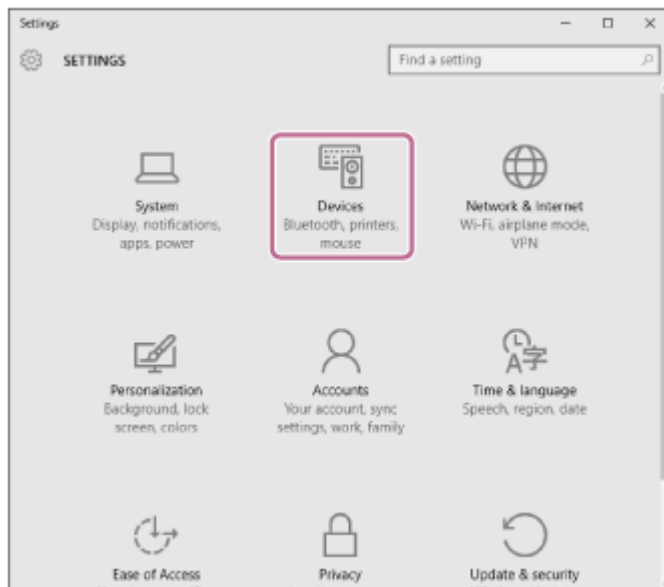 Settings
SETTINGS
Find a setting
System
Display, notifications,
apps, power
Devices
Bluetooth, printers,
mouse
Network & Internet
Wi-Fi, airplane mode,
VPN
Personalization
Background, lock
screen, colors
Accounts
Your account, sync
settings, work, family
Time & language
Speech, region, date
Ease of Access
Privacy
Update & security